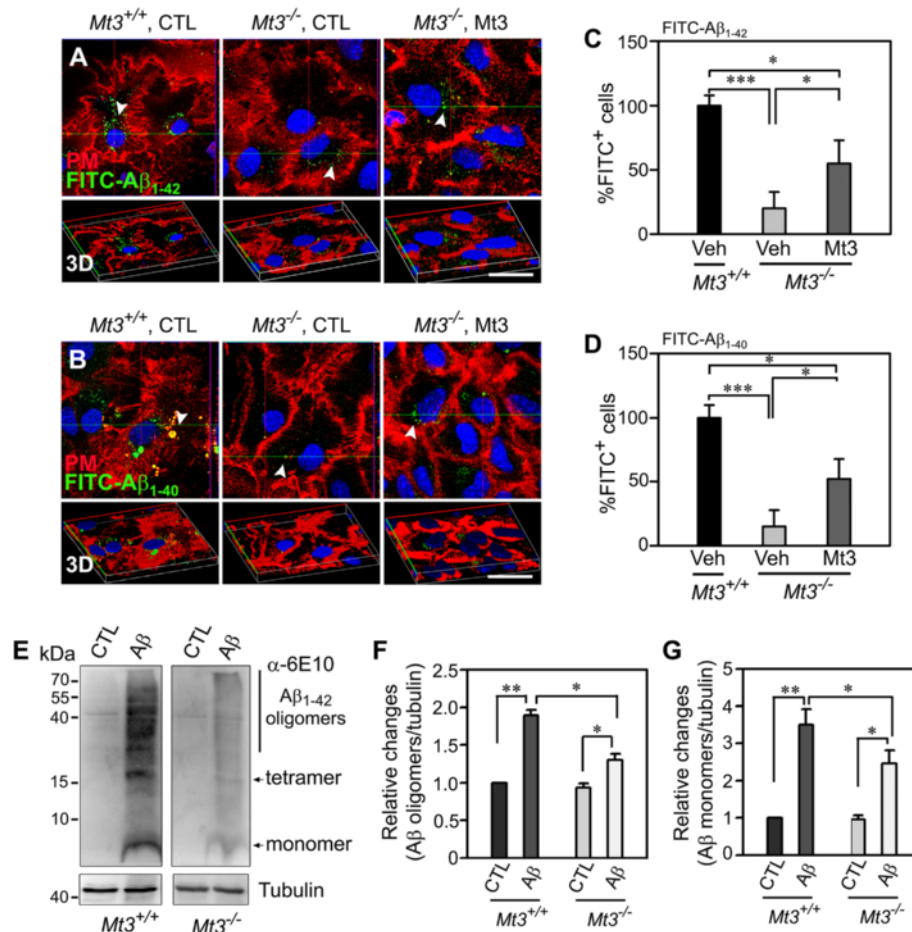 Mt3+/+, CTL Mt3-/-, CTL Mt3-/-, Mt3
A
PM
FITC-Aβ1-42
3D
Mt3+/+, CTL Mt3-/-, CTL Mt3-/-, Mt3
B
PM
FITC-Aβ1-40
3D
C FITC-Aβ1-42
%FITC+ cells
150
100
50
0
* *** *
Veh Veh Mt3
Mt3+/+ Mt3-/-
D FITC-Aβ1-40
%FITC+ cells
150
100
50
0
* *** *
Veh Veh Mt3
Mt3+/+ Mt3-/-
E kDa CTL Aβ CTL Aβ
70
55
40
15
10
40
α-6E10
Aβ1-42
oligomers
tetramer
monomer
Tubulin
Mt3+/+ Mt3-/-
F
Relative changes
(Aβ oligomers/tubulin)
2.5
2.0
1.5
1.0
0.5
0
** * *
CTL Aβ CTL Aβ
Mt3+/+ Mt3-/-
G
Relative changes
(Aβ monomers/tubulin)
5
4
3
2
1
0
** * *
CTL Aβ CTL Aβ
Mt3+/+ Mt3-/-